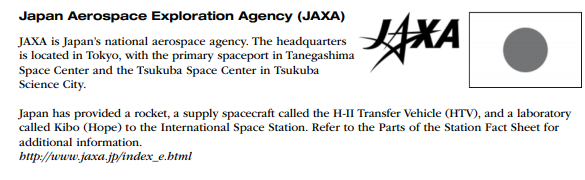 Japan Aerospace Exploration Agency (JAXA)
JAXA
JAXA is Japan's national aerospace agency. The headquarters
is located in Tokyo, with the primary spaceport in Tanegashima
Space Center and the Tsukuba Space Center in Tsukuba
Science City.
Japan has provided a rocket, a supply spacecraft called the H-II Transfer Vehicle (HTV), and a laboratory
called Kibo (Hope) to the International Space Station. Refer to the Parts of the Station Fact Sheet for
additional information.
http://www.jaxa.jp/index_e.html